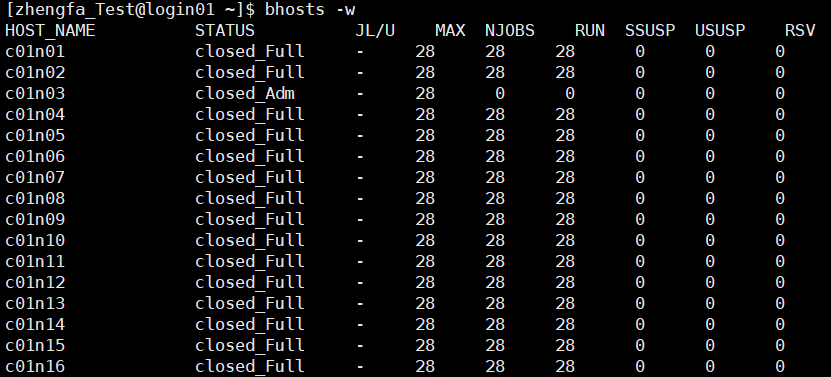 [zhengfa_Test@login01 ~]$ bhosts -w
HOST_NAME STATUS JL/U MAX NJOBS RUN SSUSP USUSP RSV
c01n01 closed_Full - 28 28 28 0 0 0
c01n02 closed_Full - 28 28 28 0 0 0
c01n03 closed_Adm - 28 0 0 0 0 0
c01n04 closed_Full - 28 28 28 0 0 0
c01n05 closed_Full - 28 28 28 0 0 0
c01n06 closed_Full - 28 28 28 0 0 0
c01n07 closed_Full - 28 28 28 0 0 0
c01n08 closed_Full - 28 28 28 0 0 0
c01n09 closed_Full - 28 28 28 0 0 0
c01n10 closed_Full - 28 28 28 0 0 0
c01n11 closed_Full - 28 28 28 0 0 0
c01n12 closed_Full - 28 28 28 0 0 0
c01n13 closed_Full - 28 28 28 0 0 0
c01n14 closed_Full - 28 28 28 0 0 0
c01n15 closed_Full - 28 28 28 0 0 0
c01n16 closed_Full - 28 28 28 0 0 0